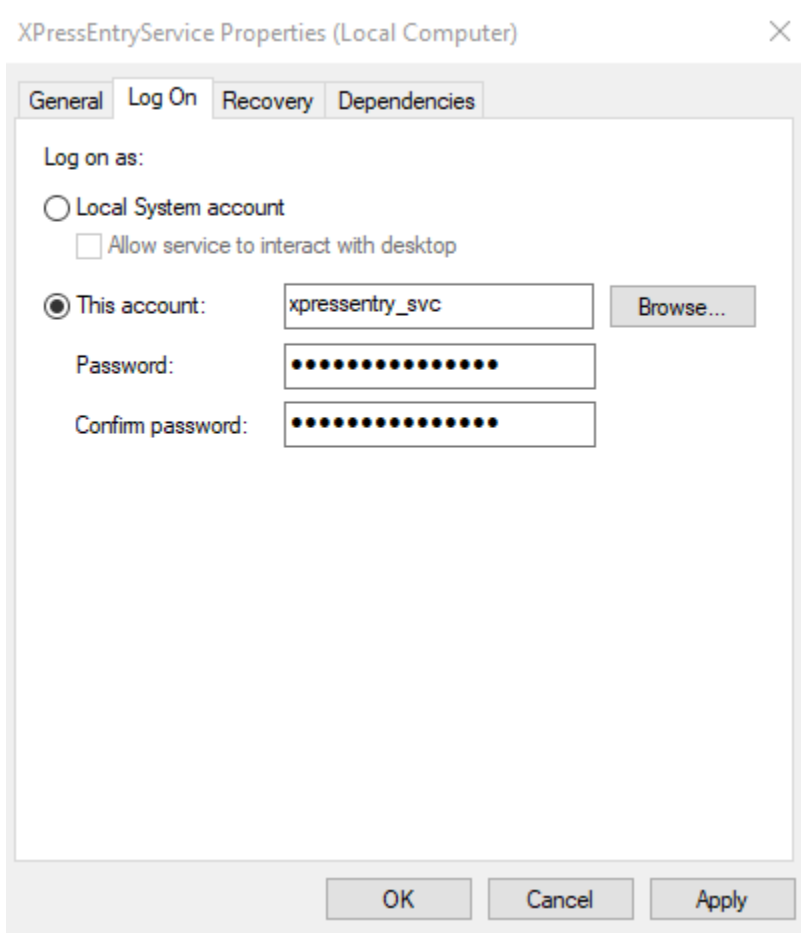 XPressEntryService Properties (Local Computer)
General Log On Recovery Dependencies
Log on as:
Local System account
Allow service to interact with desktop
This account: xpressentry_svc Browse...
Password: •••••••••••••••
Confirm password: •••••••••••••••
OK Cancel Apply